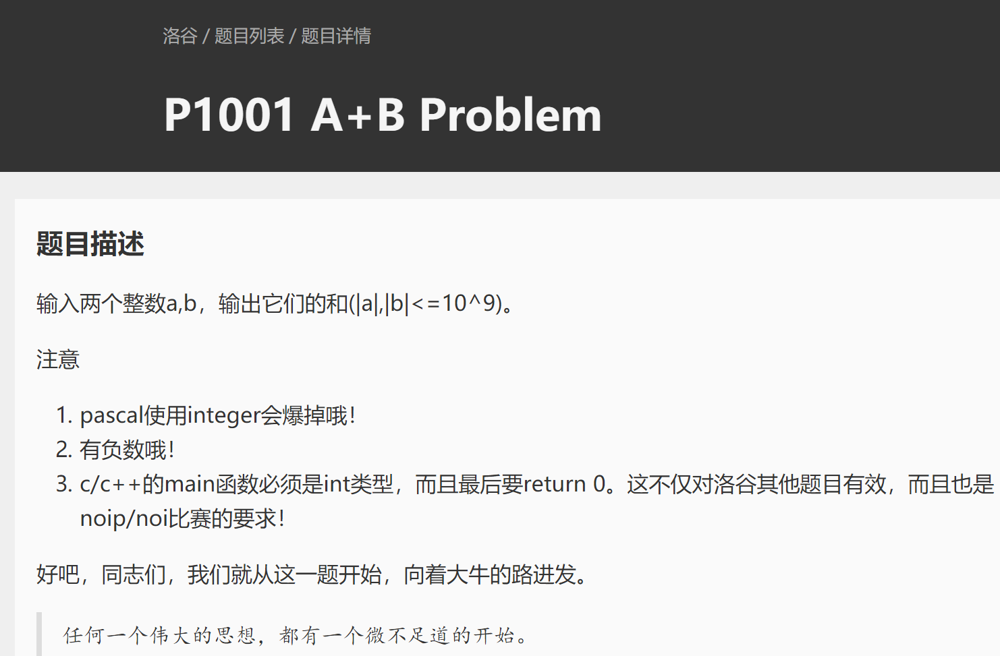 洛谷 / 题目列表 / 题目详情
P1001 A+B Problem
题目描述
输入两个整数a,b，输出它们的和(|a|,|b|<=10^9)。
注意
1. pascal使用integer会爆掉哦！
2. 有负数哦！
3. c/c++的main函数必须是int类型，而且最后要return 0。这不仅对洛谷其他题目有效，而且也是
noip/noi比赛的要求！
好吧，同志们，我们就从这一题开始，向着大牛的路进发。
任何一个伟大的思想，都有一个微不足道的开始。